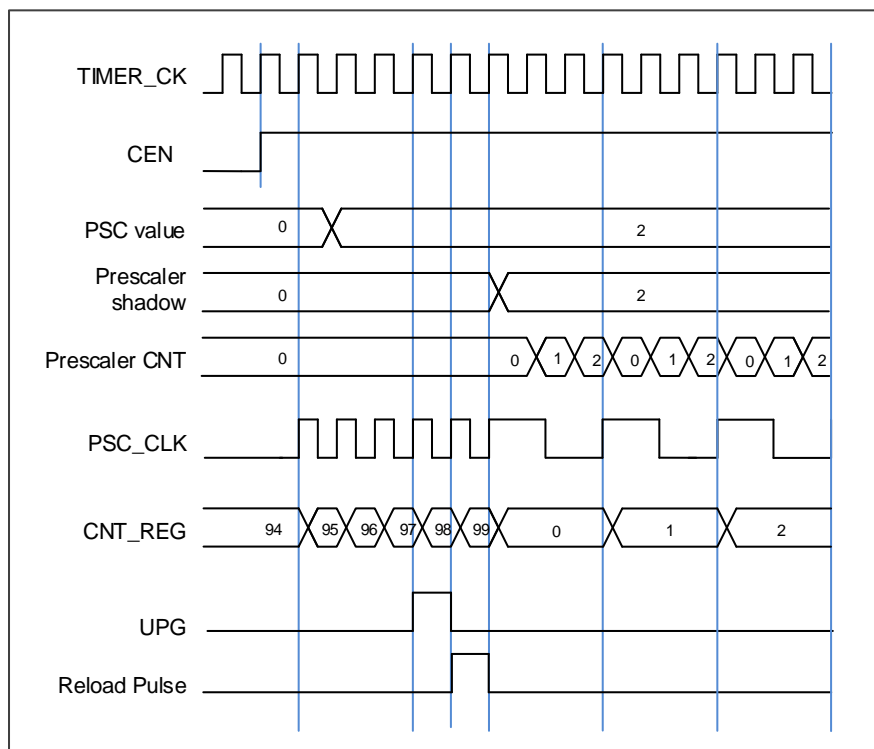 TIMER_CK
CEN
PSC value 0 2
Prescaler
shadow 0 2
Prescaler CNT 0 0 1 2 0 1 2 0 1 2
PSC_CLK
CNT_REG 94 95 96 97 98 99 0 1 2
UPG
Reload Pulse